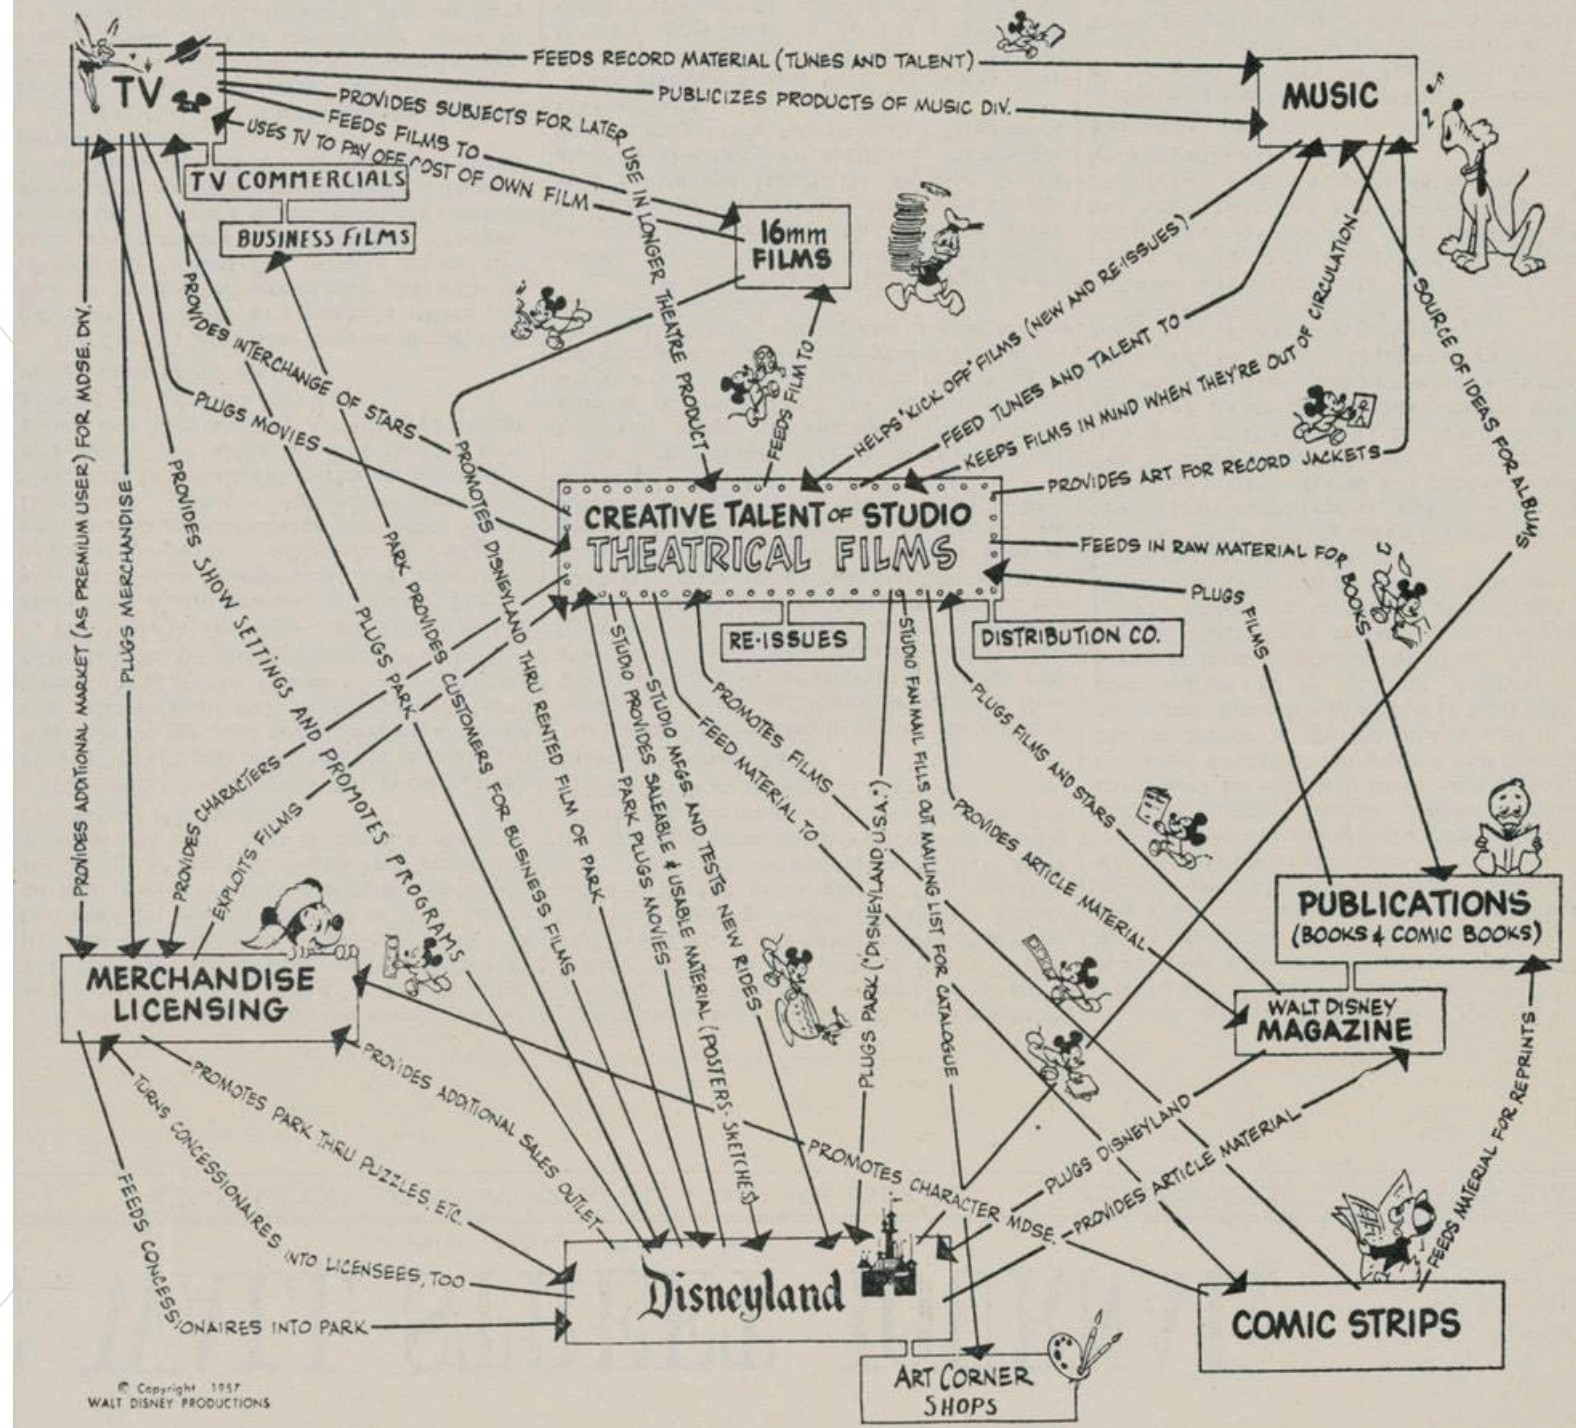 TV
FEEDS RECORD MATERIAL (TUNES AND TALENT)
PUBLICIZES PRODUCTS OF MUSIC DIV.
MUSIC
PROVIDES SUBJECTS FOR LATER USE IN LONGER THEATRE PRODUCT
FEEDS FILMS TO
USES TV TO PAY OFF COST OF OWN FILM
TV COMMERCIALS
BUSINESS FILMS
16mm
FILMS
PROVIDES INTERCHANGE OF STARS
PLUGS MOVIES
FEEDS FILM TO
HELPS "KICK OFF" FILMS (NEW AND RE-ISSUES)
FEED TUNES AND TALENT TO
KEEPS FILMS IN MIND WHEN THEY'RE OUT OF CIRCULATION
PROVIDES ART FOR RECORD JACKETS
SOURCE OF IDEAS FOR ALBUMS
PROVIDES ADDITIONAL MARKET (AS PREMIUM USER) FOR MDSE. DIV.
PLUGS MERCHANDISE
PROVIDES SHOW SETTINGS AND PROMOTES PROGRAMS
PLUGS PARK
PARK PROVIDES CUSTOMERS FOR BUSINESS FILMS
PROMOTES DISNEYLAND THRU RENTED FILM OF PARK
CREATIVE TALENT OF STUDIO
THEATRICAL FILMS
RE-ISSUES
DISTRIBUTION CO.
FEEDS IN RAW MATERIAL FOR BOOKS
PLUGS FILMS
PROVIDES CHARACTERS
EXPLOITS FILMS
PARK PLUGS MOVIES
STUDIO PROVIDES SALEABLE & USABLE MATERIAL (POSTERS-SKETCHES)
STUDIO MFGS. AND TESTS NEW RIDES
FEED MATERIAL TO
PROMOTES FILMS
PLUGS PARK ("DISNEYLAND U.S.A.")
STUDIO FAN MAIL FILLS OUT MAILING LIST FOR CATALOGUE
PROVIDES ARTICLE MATERIAL
PLUGS FILMS AND STARS
PUBLICATIONS
(BOOKS & COMIC BOOKS)
WALT DISNEY
MAGAZINE
MERCHANDISE
LICENSING
PROVIDES ADDITIONAL SALES OUTLET
PROMOTES PARK THRU PUZZLES, ETC.
TURNS CONCESSIONAIRES INTO LICENSEES, TOO
FEEDS CONCESSIONAIRES INTO PARK
PROMOTES CHARACTER MDSE.
PLUGS DISNEYLAND
PROVIDES ARTICLE MATERIAL
FEEDS MATERIAL FOR REPRINTS
Disneyland
ART CORNER
SHOPS
COMIC STRIPS
© Copyright 1957
WALT DISNEY PRODUCTIONS